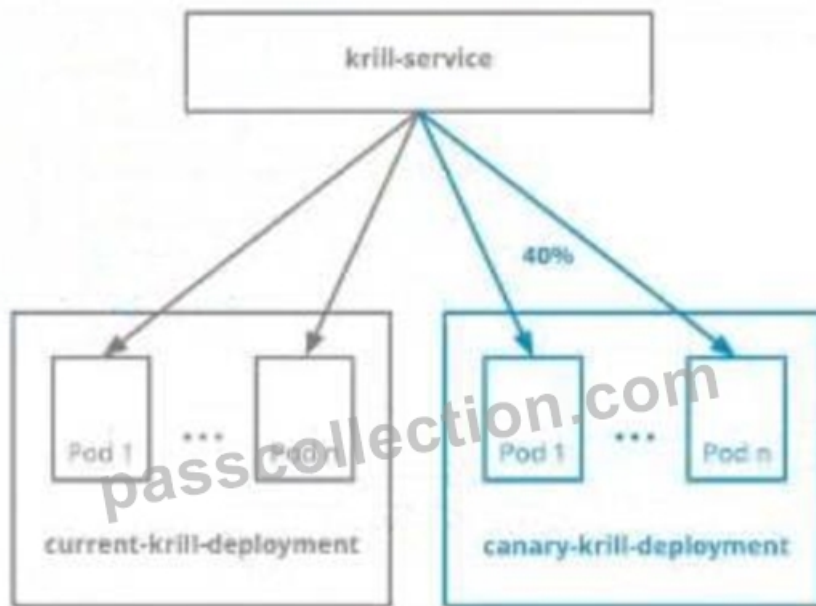 krill-service
40%
Pod 1 ... Pod n Pod 1 ... Pod n
passcollection.com
current-krill-deployment canary-krill-deployment